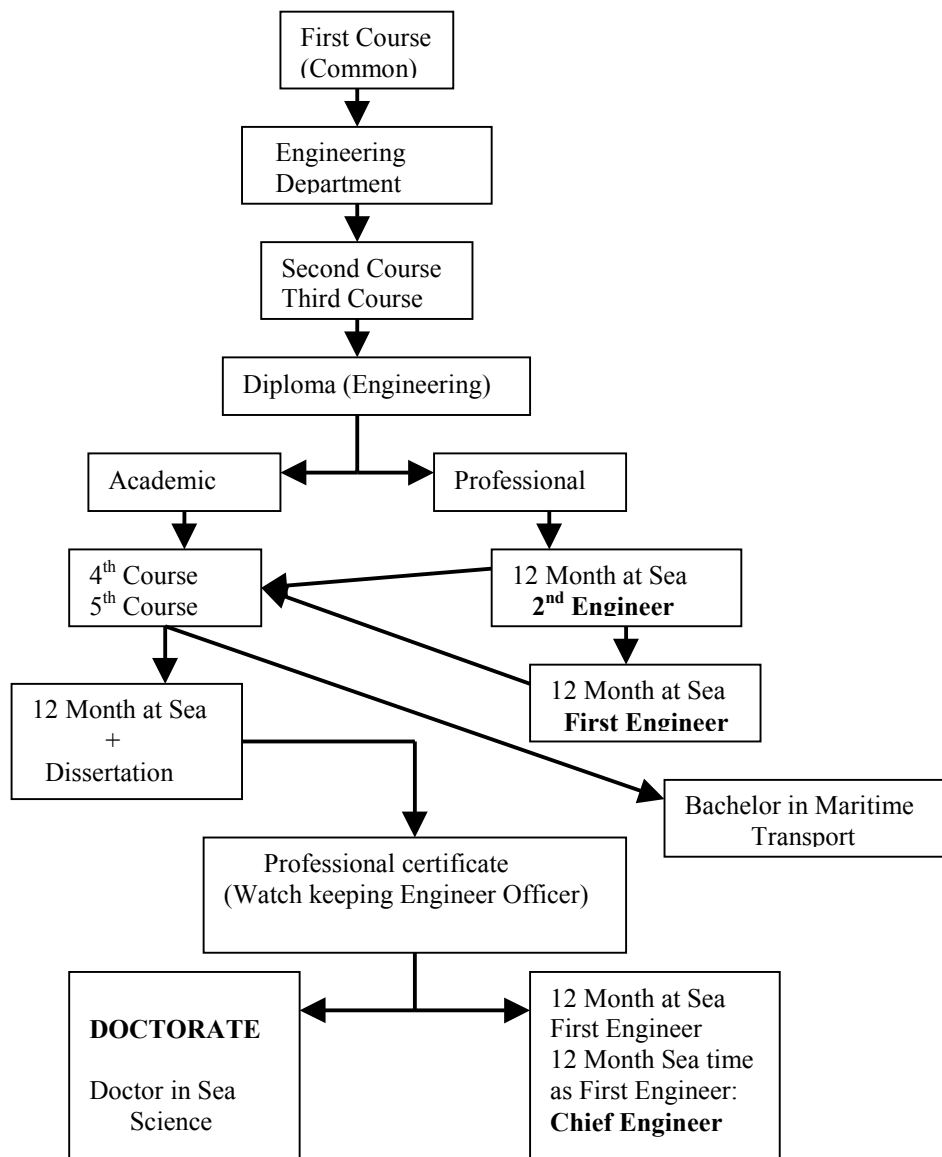 First Course
(Common)
Engineering
Department
Second Course
Third Course
Diploma (Engineering)
Academic
Professional
4th Course
5th Course
12 Month at Sea
2nd Engineer
12 Month at Sea
+
Dissertation
12 Month at Sea
First Engineer
Bachelor in Maritime
Transport
Professional certificate
(Watch keeping Engineer Officer)
DOCTORATE
Doctor in Sea
Science
12 Month at Sea
First Engineer
12 Month Sea time
as First Engineer:
Chief Engineer